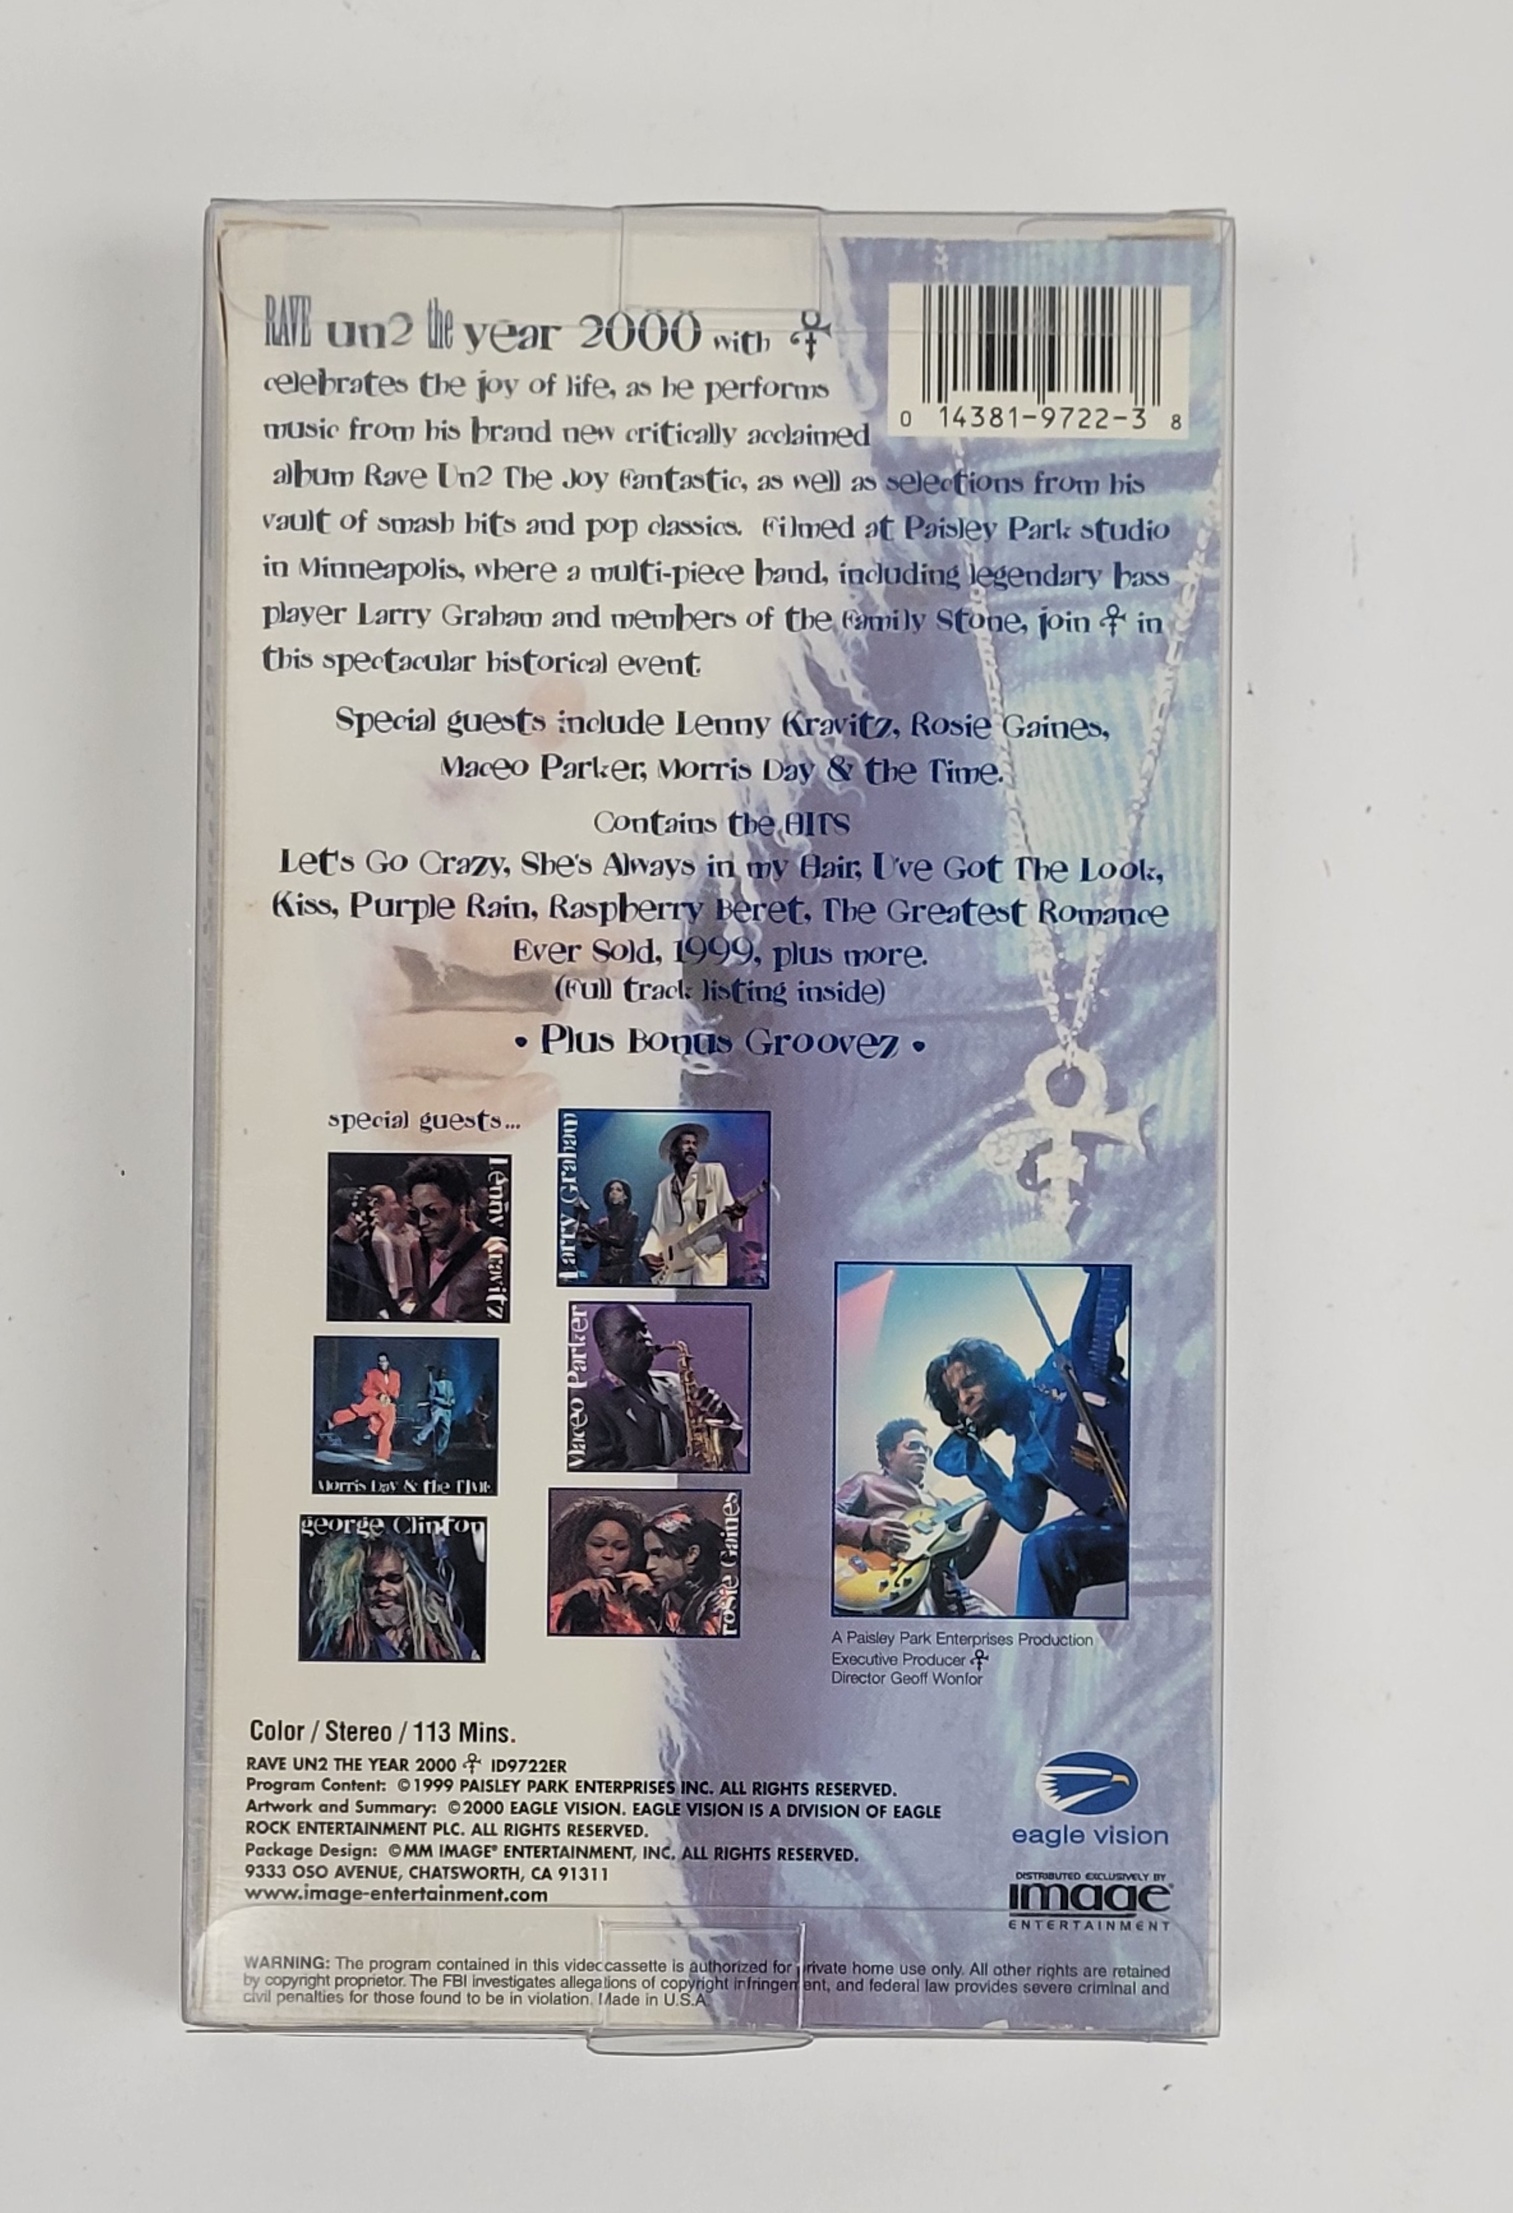 RAVE un2 the year 2000 with
celebrates the joy of life, as he performs
music from his brand new critically acclaimed
album Rave Un2 The Joy Fantastic, as well as selections from his
vault of smash hits and pop classics. Filmed at Paisley Park studio
in Minneapolis, where a multi-piece band, including legendary bass
player Larry Graham and members of the Family Stone, join in
this spectacular historical event.
0 14381-9722-3 8
Special guests include Lenny Kravitz, Rosie Gaines,
Maceo Parker, Morris Day & the Time.
Contains the HITS
Let's Go Crazy, She's Always in my Hair, U've Got The Look,
Kiss, Purple Rain, Raspberry Beret, The Greatest Romance
Ever Sold, 1999, plus more.
(Full track listing inside)
• Plus Bonus Groovez •
special guests...
Lenny Kravitz
Larry Graham
Morris Day & the TIME
Maceo Parker
george Clinton
rosie Gaines
A Paisley Park Enterprises Production
Executive Producer
Director Geoff Wonfor
Color / Stereo / 113 Mins.
RAVE UN2 THE YEAR 2000 ID9722ER
Program Content: ©1999 PAISLEY PARK ENTERPRISES INC. ALL RIGHTS RESERVED.
Artwork and Summary: ©2000 EAGLE VISION. EAGLE VISION IS A DIVISION OF EAGLE
ROCK ENTERTAINMENT PLC. ALL RIGHTS RESERVED.
Package Design: ©MM IMAGE® ENTERTAINMENT, INC. ALL RIGHTS RESERVED.
9333 OSO AVENUE, CHATSWORTH, CA 91311
www.image-entertainment.com
eagle vision
DISTRIBUTED EXCLUSIVELY BY
image
ENTERTAINMENT
WARNING: The program contained in this videocassette is authorized for private home use only. All other rights are retained
by copyright proprietor. The FBI investigates allegations of copyright infringement, and federal law provides severe criminal and
civil penalties for those found to be in violation. Made in U.S.A.